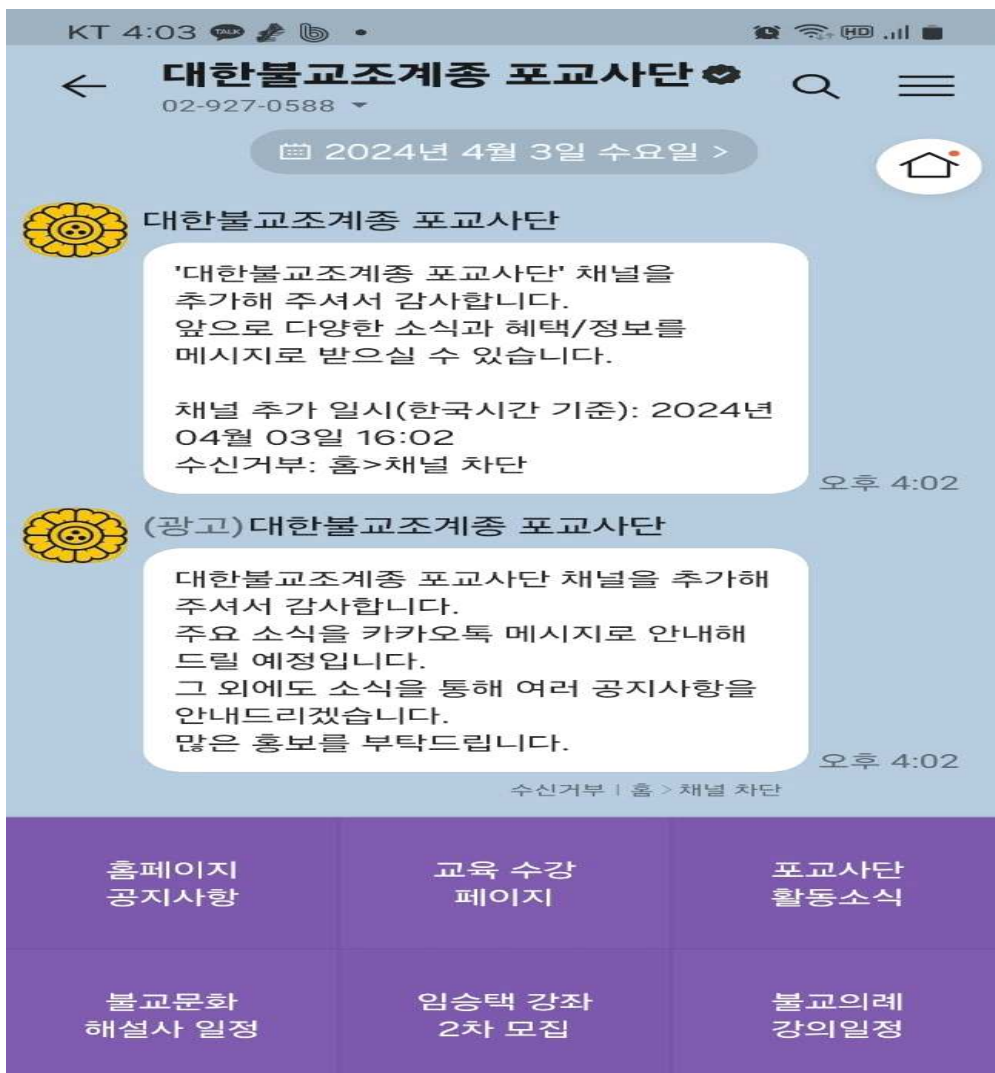 KT 4:03 TALK
HD
대한불교조계종 포교사단
02-927-0588
2024년 4월 3일 수요일 >
대한불교조계종 포교사단
'대한불교조계종 포교사단' 채널을
추가해 주셔서 감사합니다.
앞으로 다양한 소식과 혜택/정보를
메시지로 받으실 수 있습니다.
채널 추가 일시(한국시간 기준): 2024년
04월 03일 16:02
수신거부: 홈>채널 차단
오후 4:02
(광고)대한불교조계종 포교사단
대한불교조계종 포교사단 채널을 추가해
주셔서 감사합니다.
주요 소식을 카카오톡 메시지로 안내해
드릴 예정입니다.
그 외에도 소식을 통해 여러 공지사항을
안내드리겠습니다.
많은 홍보를 부탁드립니다.
오후 4:02
수신거부 | 홈 > 채널 차단
홈페이지
공지사항
교육 수강
페이지
포교사단
활동소식
불교문화
해설사 일정
임승택 강좌
2차 모집
불교의례
강의일정